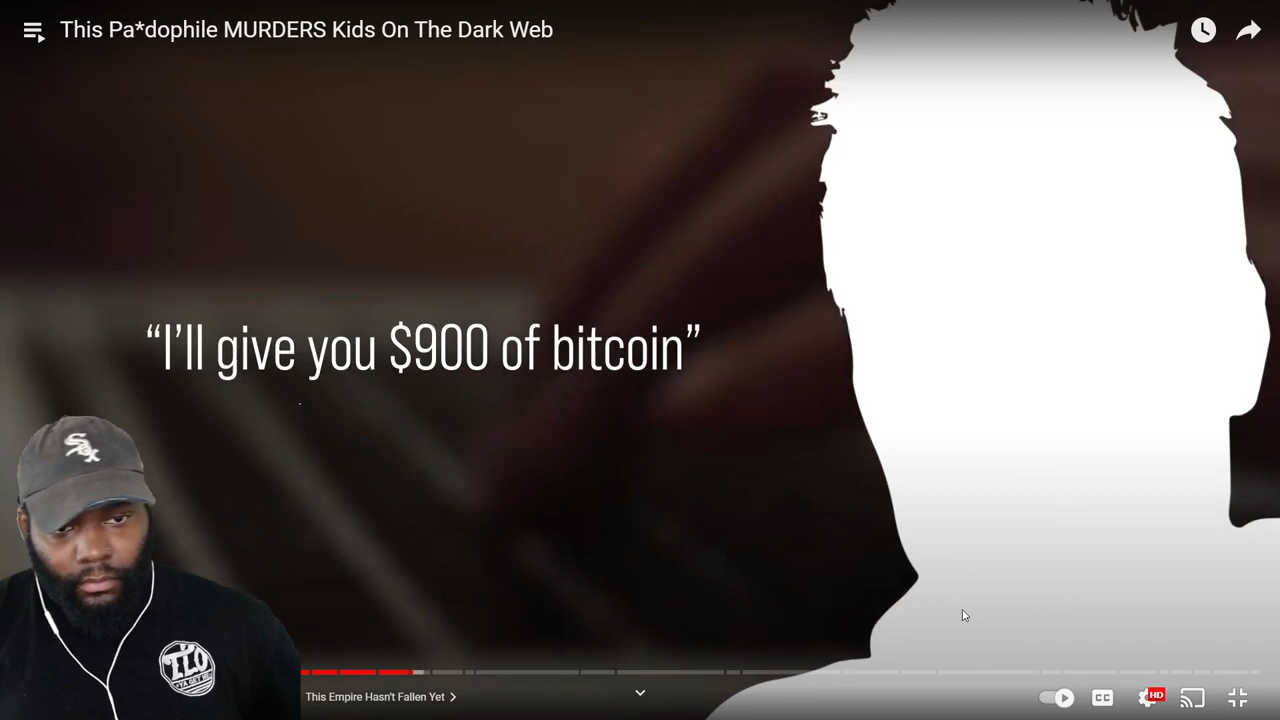 This Pa*dophile MURDERS Kids On The Dark Web
“I’ll give you $900 of bitcoin”
Sox
TLO
This Empire Hasn't Fallen Yet
CC
HD